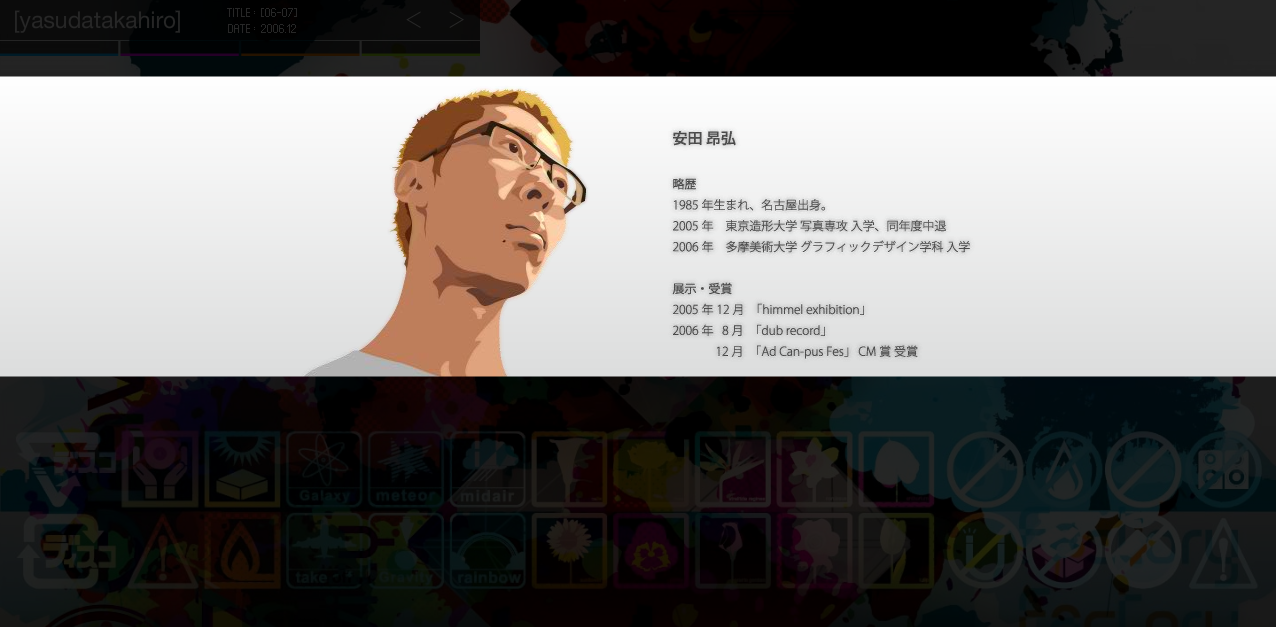 [yasudatakahiro]
TITLE : [06-07]
DATE : 2006.12
< >
安田 昂弘
略歴
1985 年生まれ、名古屋出身。
2005 年　東京造形大学 写真専攻 入学、同年度中退
2006 年　多摩美術大学 グラフィックデザイン学科 入学
展示・受賞
2005 年 12 月　「himmel exhibition」
2006 年　8 月　「dub record」
12 月　「Ad Can-pus Fes」 CM 賞 受賞
Galaxy meteor midair
take Gravity rainbow